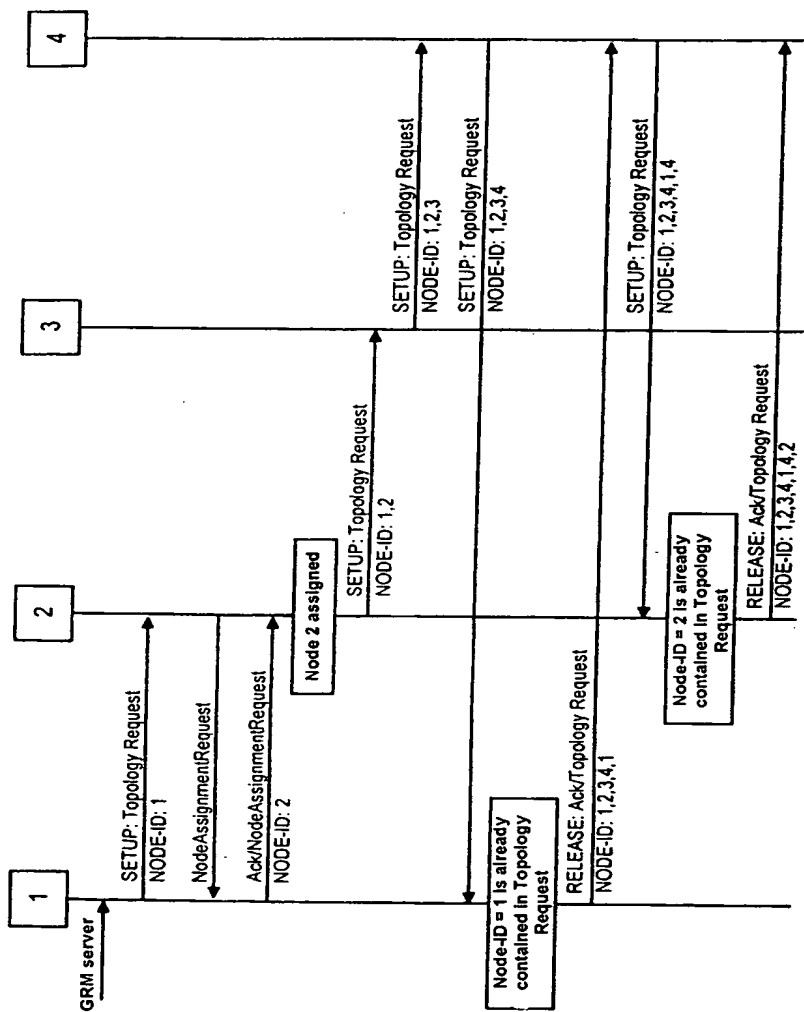 1
2
3
4
GRM server
SETUP: Topology Request
NODE-ID: 1
NodeAssignmentRequest
Ack/NodeAssignmentRequest
NODE-ID: 2
Node 2 assigned
SETUP: Topology Request
NODE-ID: 1,2
SETUP: Topology Request
NODE-ID: 1,2,3
SETUP: Topology Request
NODE-ID: 1,2,3,4
Node-ID = 1 is already
contained in Topology
Request
RELEASE: Ack/Topology Request
NODE-ID: 1,2,3,4,1
SETUP: Topology Request
NODE-ID: 1,2,3,4,1,4
Node-ID = 2 is already
contained in Topology
Request
RELEASE: Ack/Topology Request
NODE-ID: 1,2,3,4,1,4,2